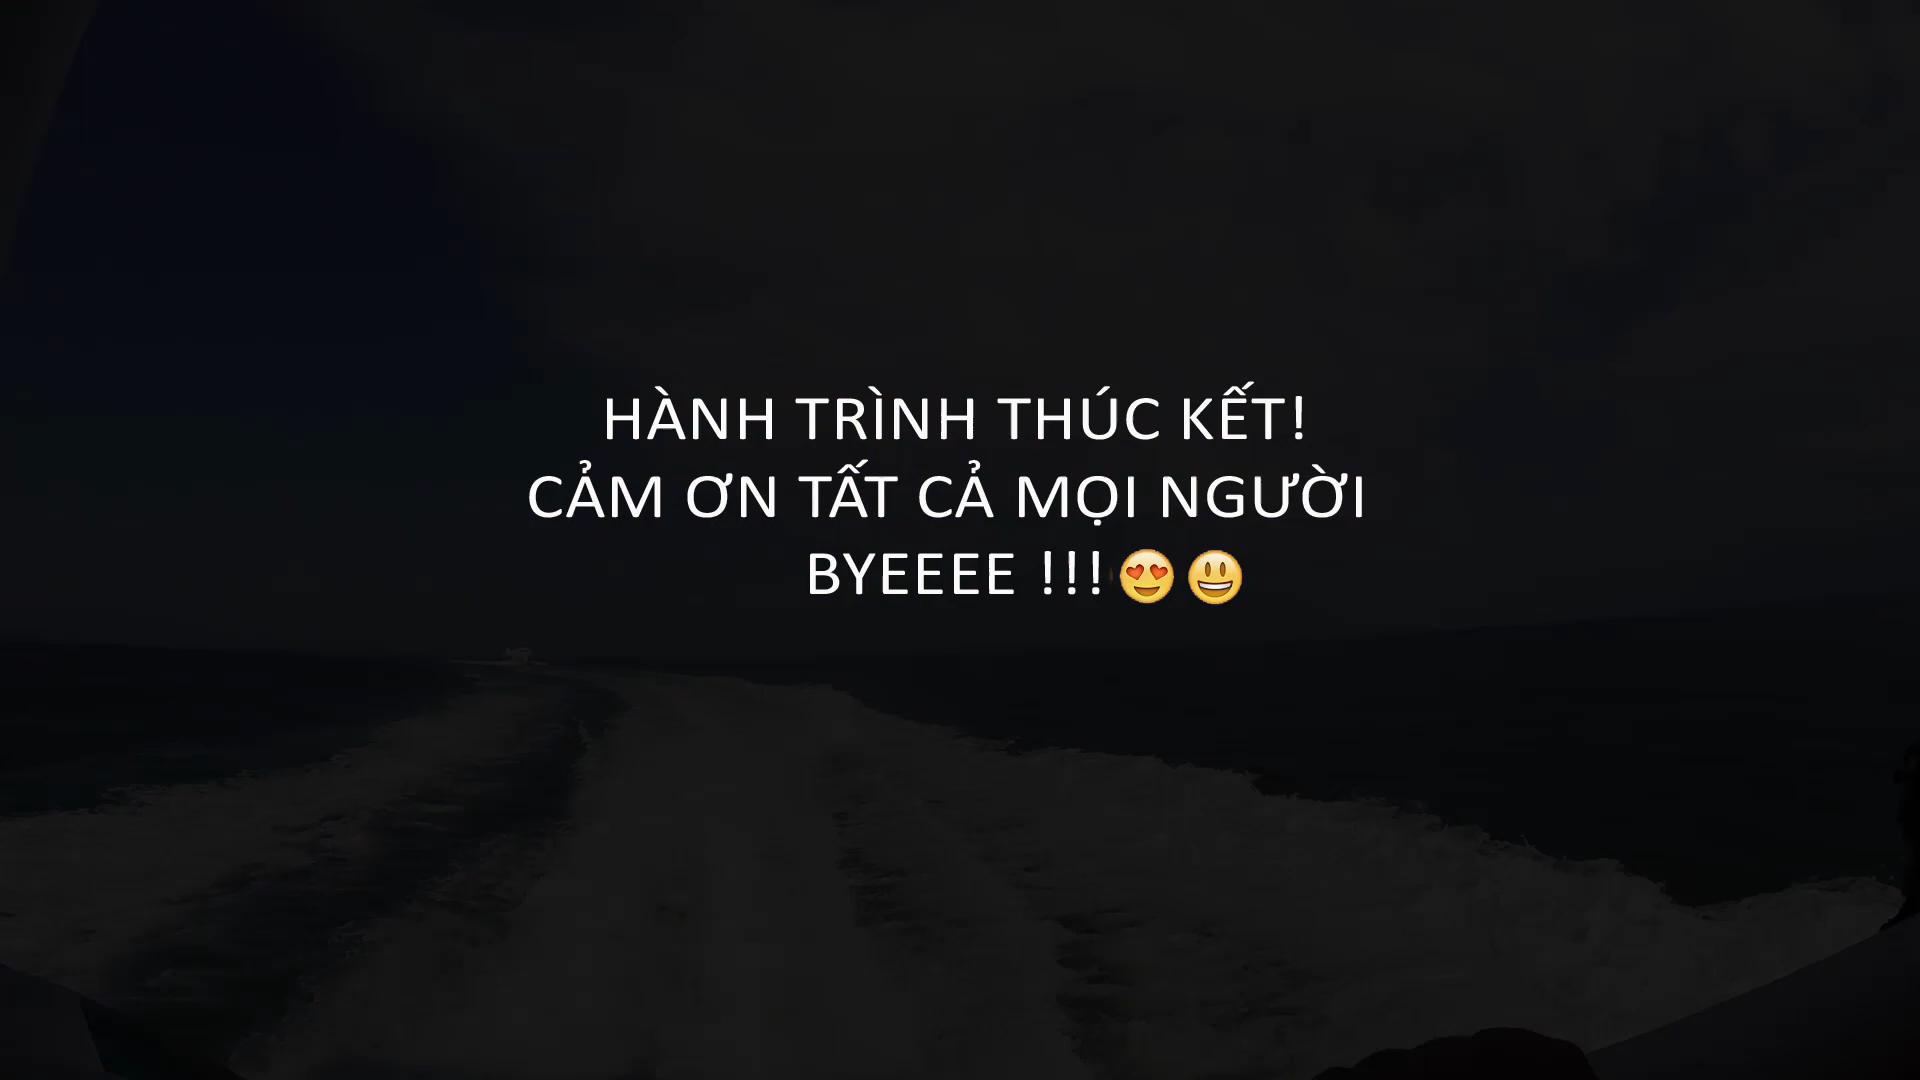 HÀNH TRÌNH THÚC KẾT!
CẢM ƠN TẤT CẢ MỌI NGƯỜI
BYEEEE !!!😍😃